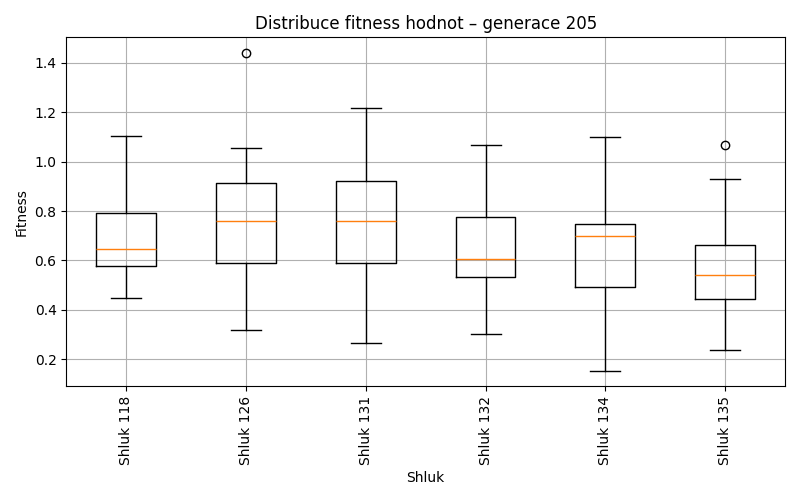 Distribuce fitness hodnot – generace 205
Fitness
1.4
1.2
1.0
0.8
0.6
0.4
0.2
Shluk 118
Shluk 126
Shluk 131
Shluk 132
Shluk 134
Shluk 135
Shluk